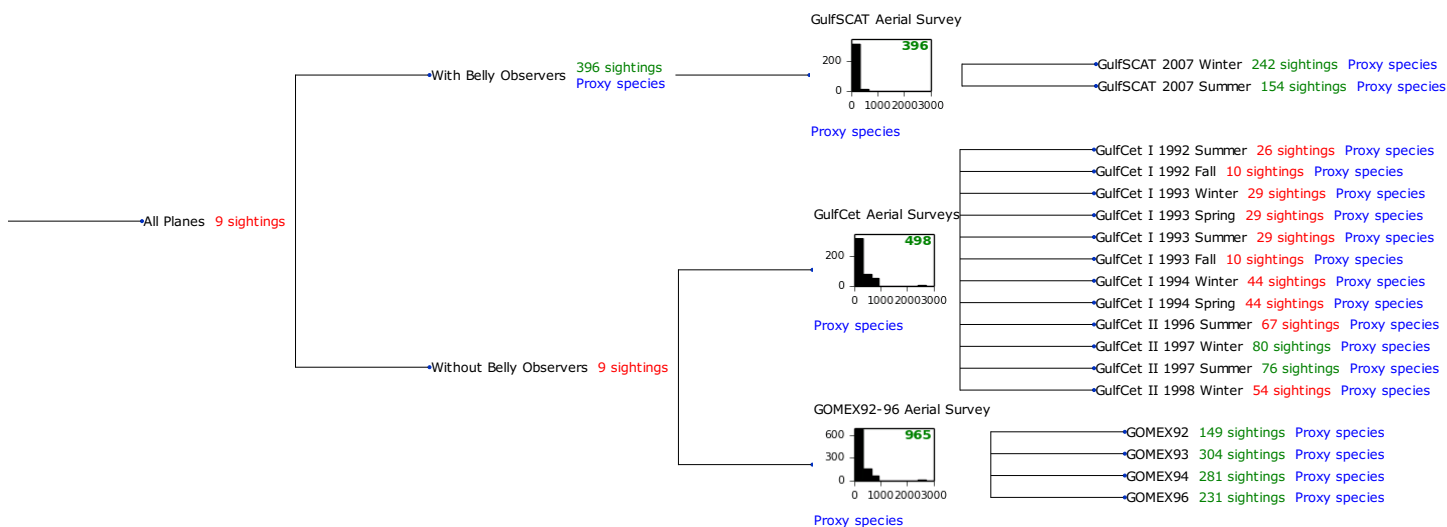 GulfSCAT Aerial Survey
396
200
0
0 1000 2000 3000
Proxy species
With Belly Observers 396 sightings
Proxy species
GulfSCAT 2007 Winter 242 sightings Proxy species
GulfSCAT 2007 Summer 154 sightings Proxy species
All Planes 9 sightings
GulfCet Aerial Surveys
498
200
0
0 1000 2000 3000
Proxy species
GulfCet I 1992 Summer 26 sightings Proxy species
GulfCet I 1992 Fall 10 sightings Proxy species
GulfCet I 1993 Winter 29 sightings Proxy species
GulfCet I 1993 Spring 29 sightings Proxy species
GulfCet I 1993 Summer 29 sightings Proxy species
GulfCet I 1993 Fall 10 sightings Proxy species
GulfCet I 1994 Winter 44 sightings Proxy species
GulfCet I 1994 Spring 44 sightings Proxy species
GulfCet II 1996 Summer 67 sightings Proxy species
GulfCet II 1997 Winter 80 sightings Proxy species
GulfCet II 1997 Summer 76 sightings Proxy species
GulfCet II 1998 Winter 54 sightings Proxy species
Without Belly Observers 9 sightings
GOMEX92-96 Aerial Survey
965
600
300
0
0 1000 2000 3000
Proxy species
GOMEX92 149 sightings Proxy species
GOMEX93 304 sightings Proxy species
GOMEX94 281 sightings Proxy species
GOMEX96 231 sightings Proxy species